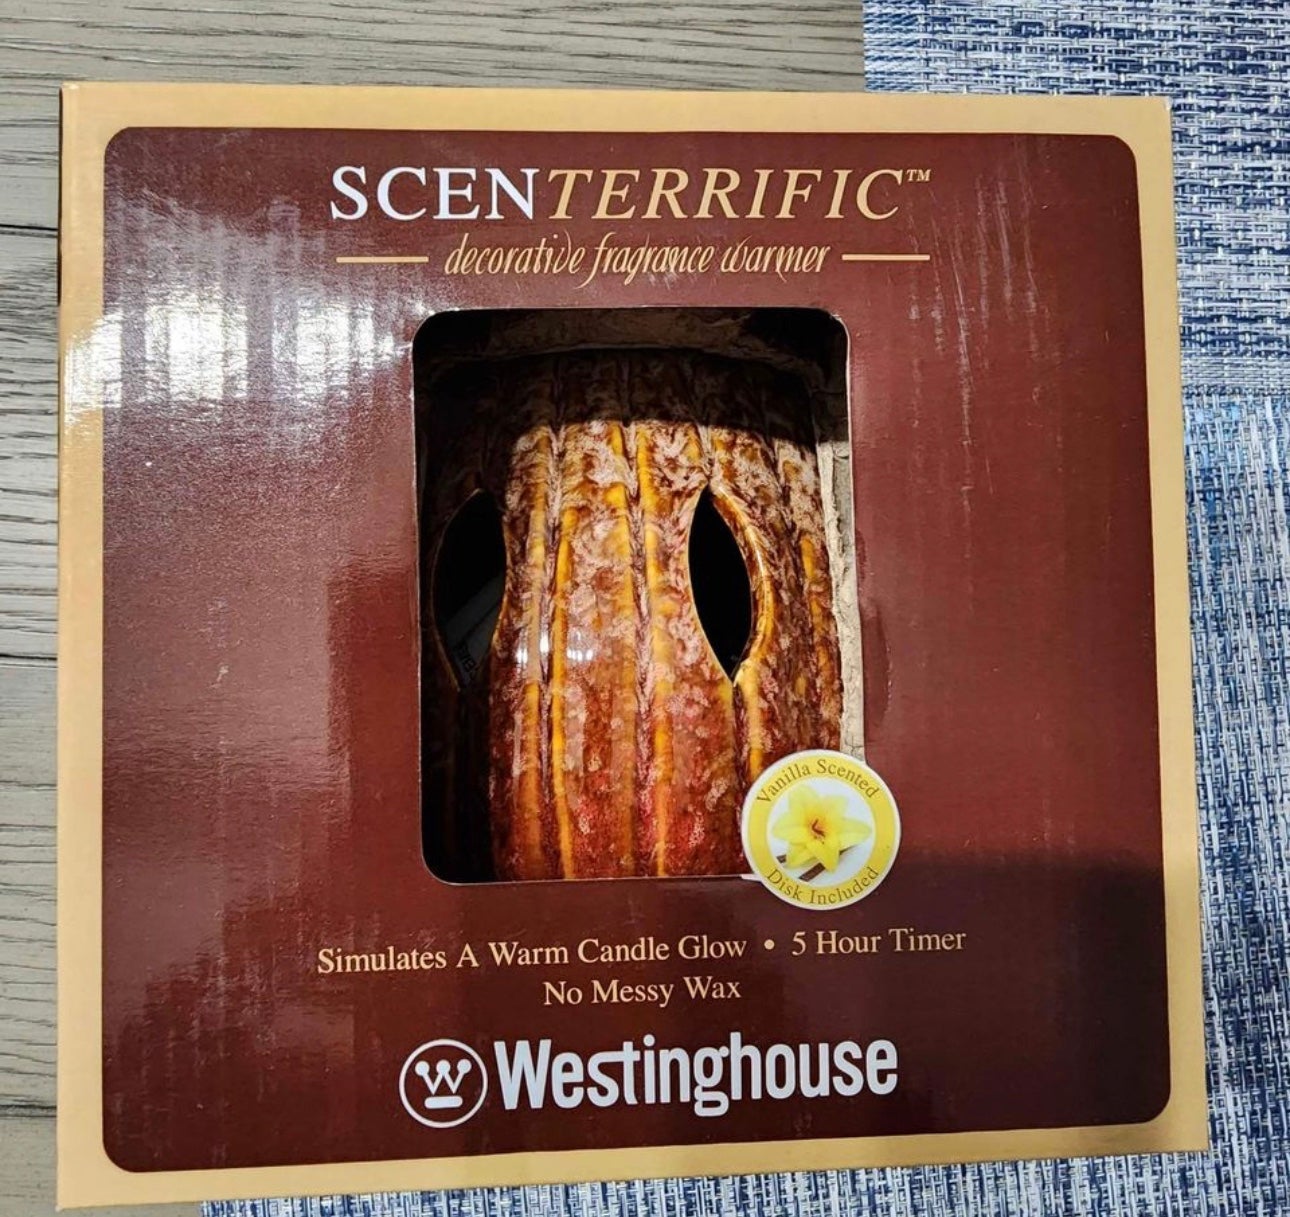 SCENTERRIFIC™
decorative fragrance warmer
Vanilla Scented
Disk Included
Simulates A Warm Candle Glow • 5 Hour Timer
No Messy Wax
W Westinghouse